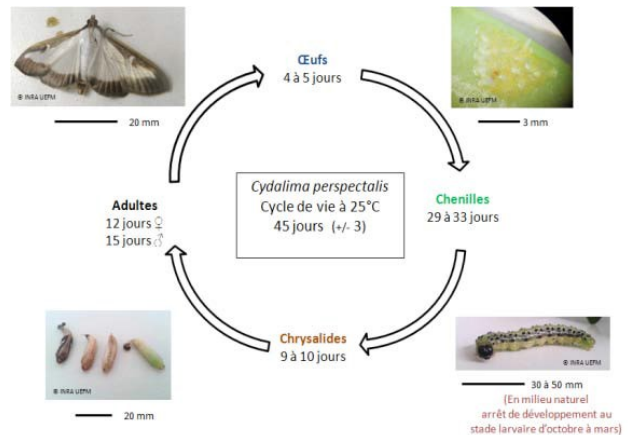 © INRA UEFM
20 mm
Œufs
4 à 5 jours
© INRA UEFM
3 mm
Cydalima perspectalis
Cycle de vie à 25°C
45 jours (+/- 3)
Chenilles
29 à 33 jours
© INRA UEFM
30 à 50 mm
(En milieu naturel
arrêt de développement au
stade larvaire d'octobre à mars)
Chrysalides
9 à 10 jours
© INRA UEFM
20 mm
Adultes
12 jours ♀
15 jours ♂